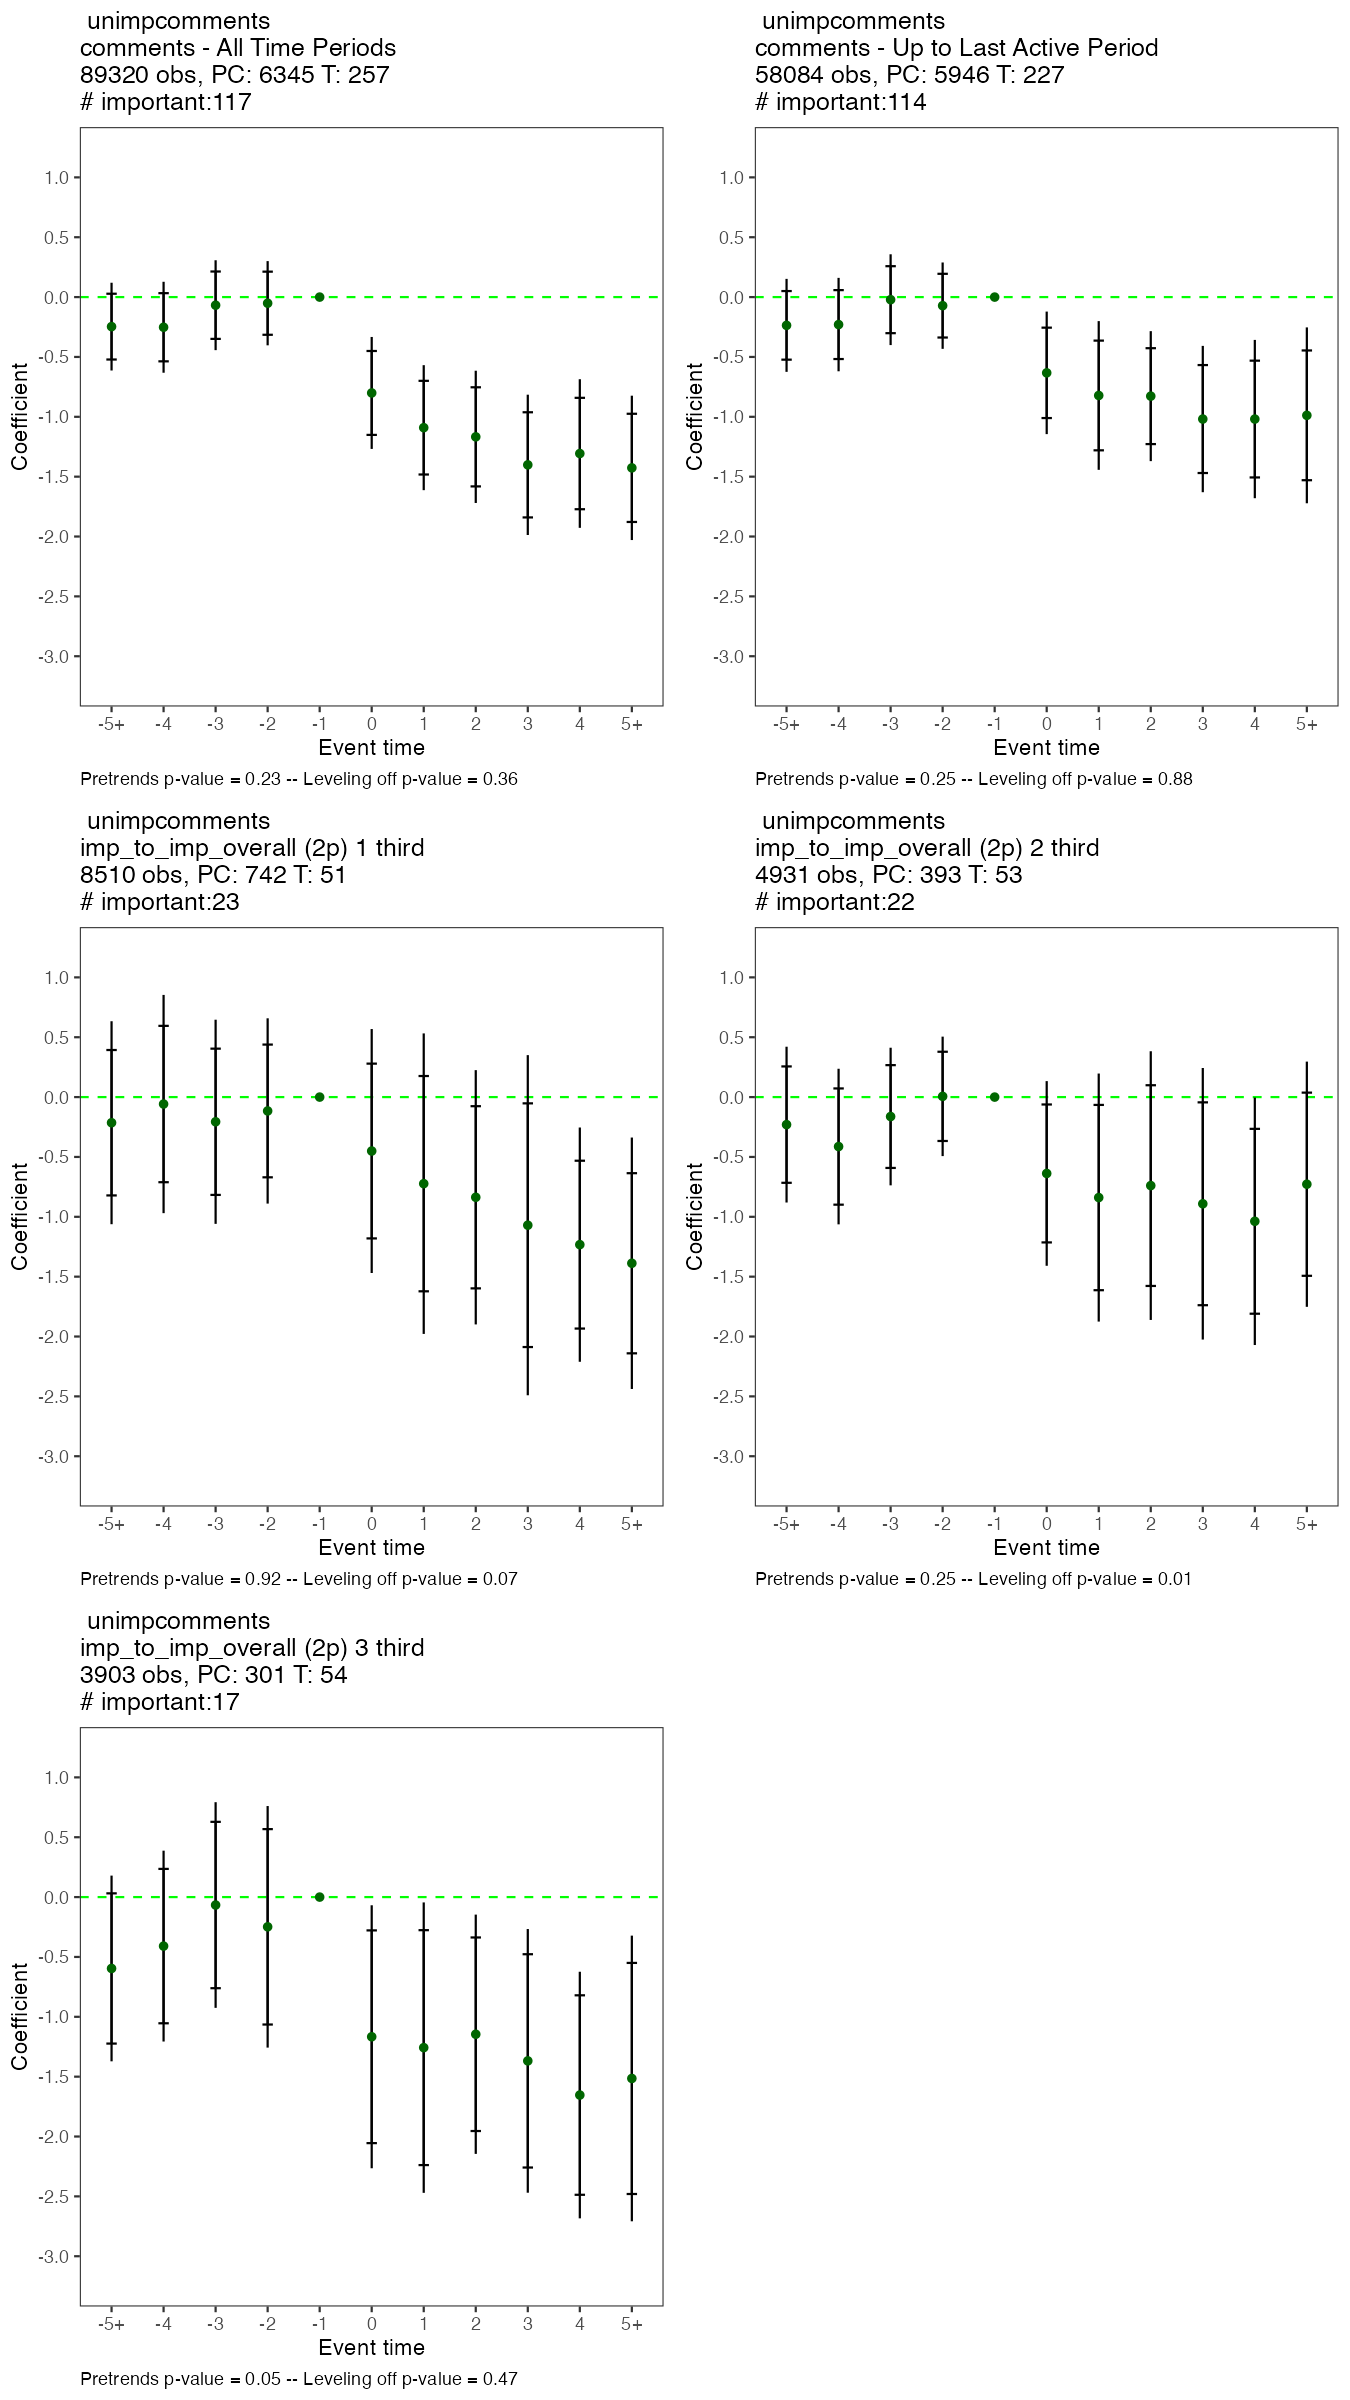 unimpcomments
comments - All Time Periods
89320 obs, PC: 6345 T: 257
# important:117
1.0
0.5
0.0
-0.5
-1.0
-1.5
-2.0
-2.5
-3.0
Coefficient
-5+ -4 -3 -2 -1 0 1 2 3 4 5+
Event time
Pretrends p-value = 0.23 -- Leveling off p-value = 0.36
unimpcomments
comments - Up to Last Active Period
58084 obs, PC: 5946 T: 227
# important:114
1.0
0.5
0.0
-0.5
-1.0
-1.5
-2.0
-2.5
-3.0
Coefficient
-5+ -4 -3 -2 -1 0 1 2 3 4 5+
Event time
Pretrends p-value = 0.25 -- Leveling off p-value = 0.88
unimpcomments
imp_to_imp_overall (2p) 1 third
8510 obs, PC: 742 T: 51
# important:23
1.0
0.5
0.0
-0.5
-1.0
-1.5
-2.0
-2.5
-3.0
Coefficient
-5+ -4 -3 -2 -1 0 1 2 3 4 5+
Event time
Pretrends p-value = 0.92 -- Leveling off p-value = 0.07
unimpcomments
imp_to_imp_overall (2p) 2 third
4931 obs, PC: 393 T: 53
# important:22
1.0
0.5
0.0
-0.5
-1.0
-1.5
-2.0
-2.5
-3.0
Coefficient
-5+ -4 -3 -2 -1 0 1 2 3 4 5+
Event time
Pretrends p-value = 0.25 -- Leveling off p-value = 0.01
unimpcomments
imp_to_imp_overall (2p) 3 third
3903 obs, PC: 301 T: 54
# important:17
1.0
0.5
0.0
-0.5
-1.0
-1.5
-2.0
-2.5
-3.0
Coefficient
-5+ -4 -3 -2 -1 0 1 2 3 4 5+
Event time
Pretrends p-value = 0.05 -- Leveling off p-value = 0.47